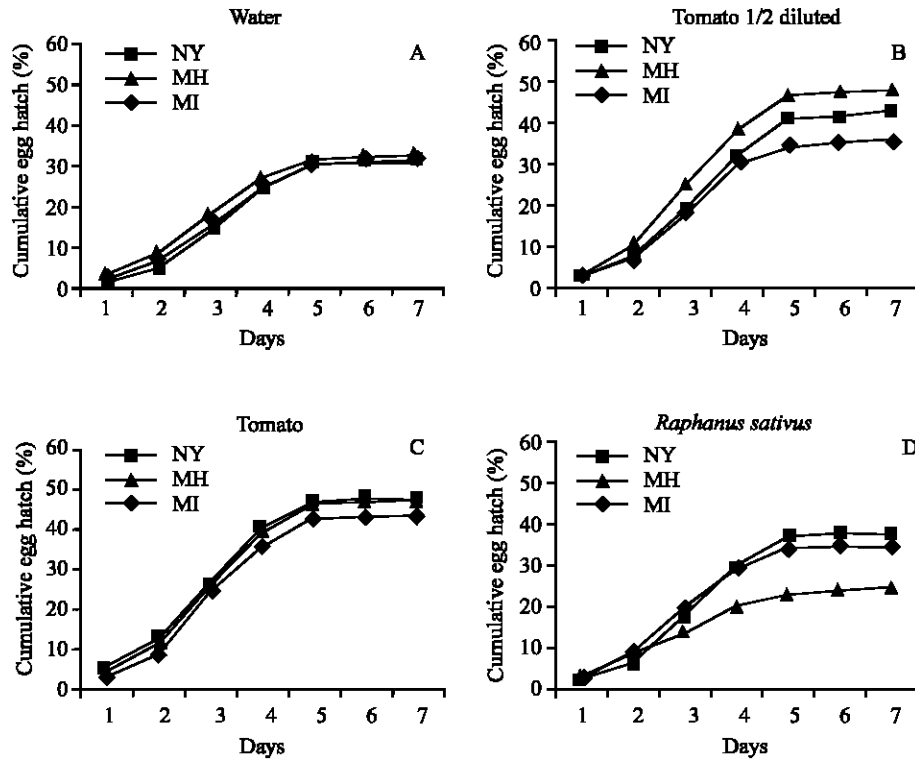 Water
A
Cumulative egg hatch (%)
60
50
40
30
20
10
0
NY
MH
MI
1 2 3 4 5 6 7
Days
Tomato 1/2 diluted
B
Cumulative egg hatch (%)
60
50
40
30
20
10
0
NY
MH
MI
1 2 3 4 5 6 7
Days
Tomato
C
Cumulative egg hatch (%)
60
50
40
30
20
10
0
NY
MH
MI
1 2 3 4 5 6 7
Days
Raphanus sativus
D
Cumulative egg hatch (%)
60
50
40
30
20
10
0
NY
MH
MI
1 2 3 4 5 6 7
Days